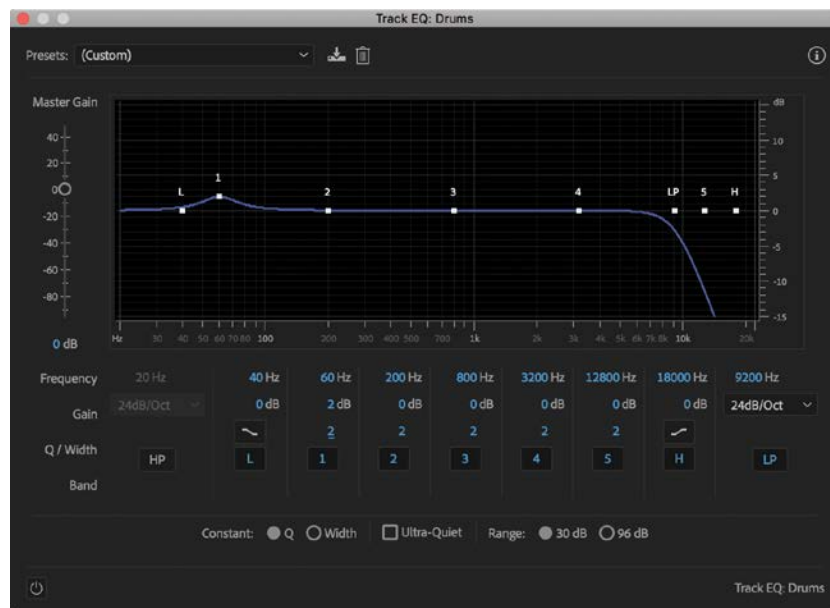 Track EQ: Drums
Presets: (Custom)
Master Gain
dB
40
20
0
-20
-40
-60
-80
0 dB
L 1 2 3 4 LP 5 H
10
5
0
-5
-10
-15
Hz 30 40 50 60 70 80 100 200 300 400 500 700 1k 2k 3k 4k 5k 6k 7k 8k 10k 20k
Frequency 20 Hz 40 Hz 60 Hz 200 Hz 800 Hz 3200 Hz 12800 Hz 18000 Hz 9200 Hz
Gain 24dB/Oct 0 dB 2 dB 0 dB 0 dB 0 dB 0 dB 0 dB 24dB/Oct
Q / Width 2 2 2 2 2
Band HP L 1 2 3 4 5 H LP
Constant: Q Width Ultra-Quiet Range: 30 dB 96 dB
Track EQ: Drums